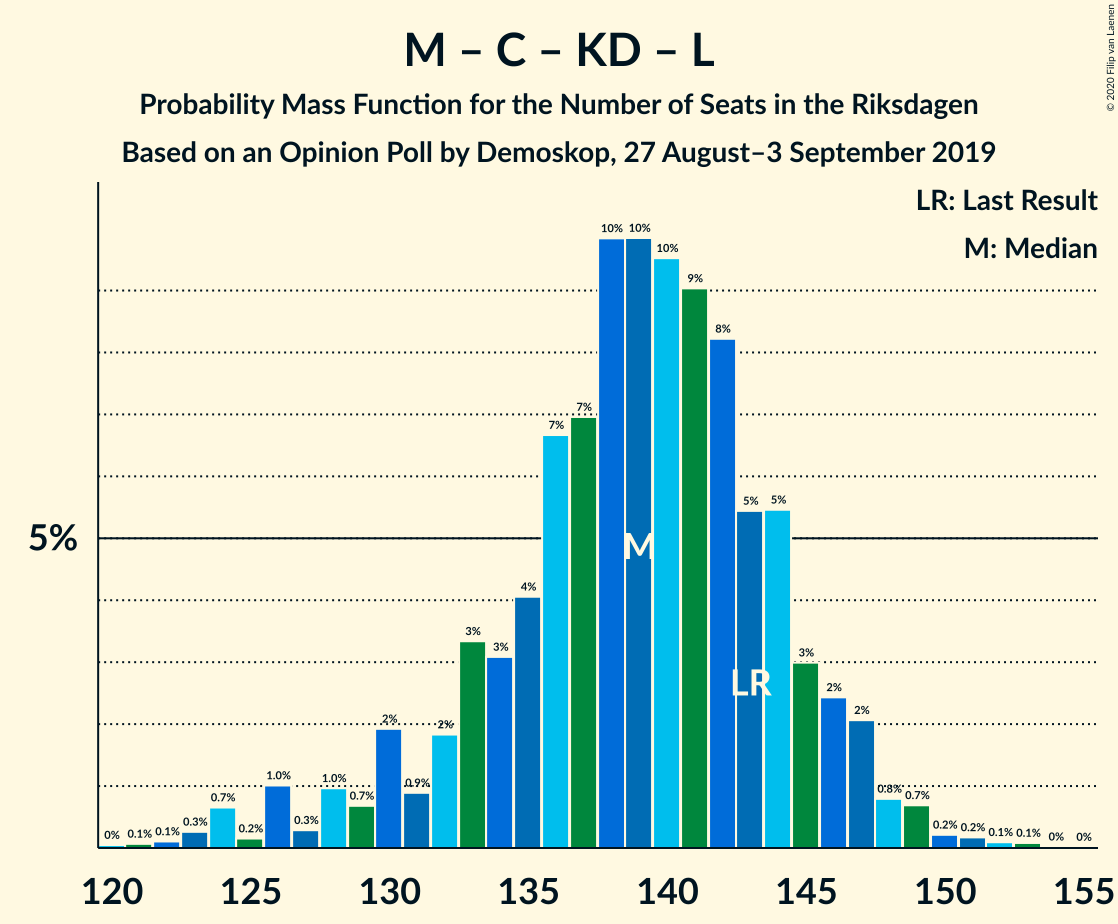 M – C – KD – L
Probability Mass Function for the Number of Seats in the Riksdagen
Based on an Opinion Poll by Demoskop, 27 August–3 September 2019
© 2020 Filip van Laenen
LR: Last Result
M: Median
5%
0% 0.1% 0.1% 0.3% 0.7% 0.2% 1.0% 0.3% 1.0% 0.7% 2% 0.9% 2% 3% 3% 4% 7% 7% 10% 10% 10% 9% 8% 5% 5% 3% 2% 2% 0.8% 0.7% 0.2% 0.2% 0.1% 0.1% 0% 0%
M
LR
120 125 130 135 140 145 150 155